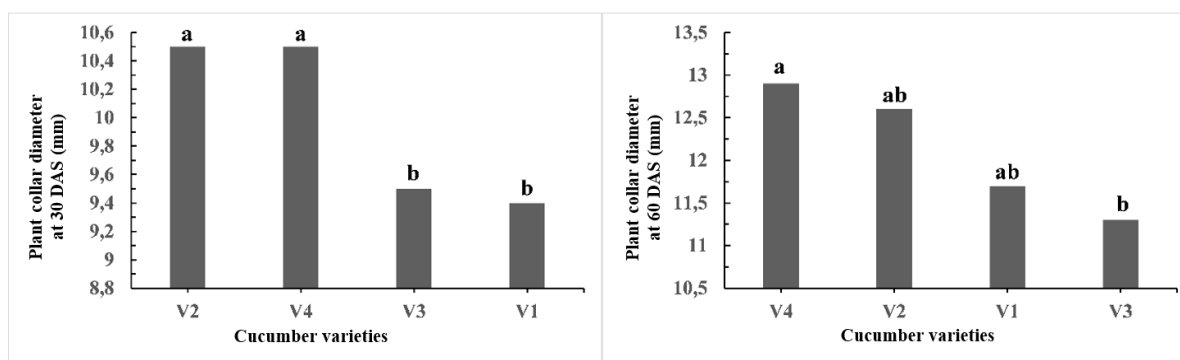 Plant collar diameter
at 30 DAS (mm)
10,6
10,4
10,2
10
9,8
9,6
9,4
9,2
9
8,8
a
a
b
b
V2
V4
V3
V1
Cucumber varieties
Plant collar diameter
at 60 DAS (mm)
13,5
13
12,5
12
11,5
11
10,5
a
ab
ab
b
V4
V2
V1
V3
Cucumber varieties